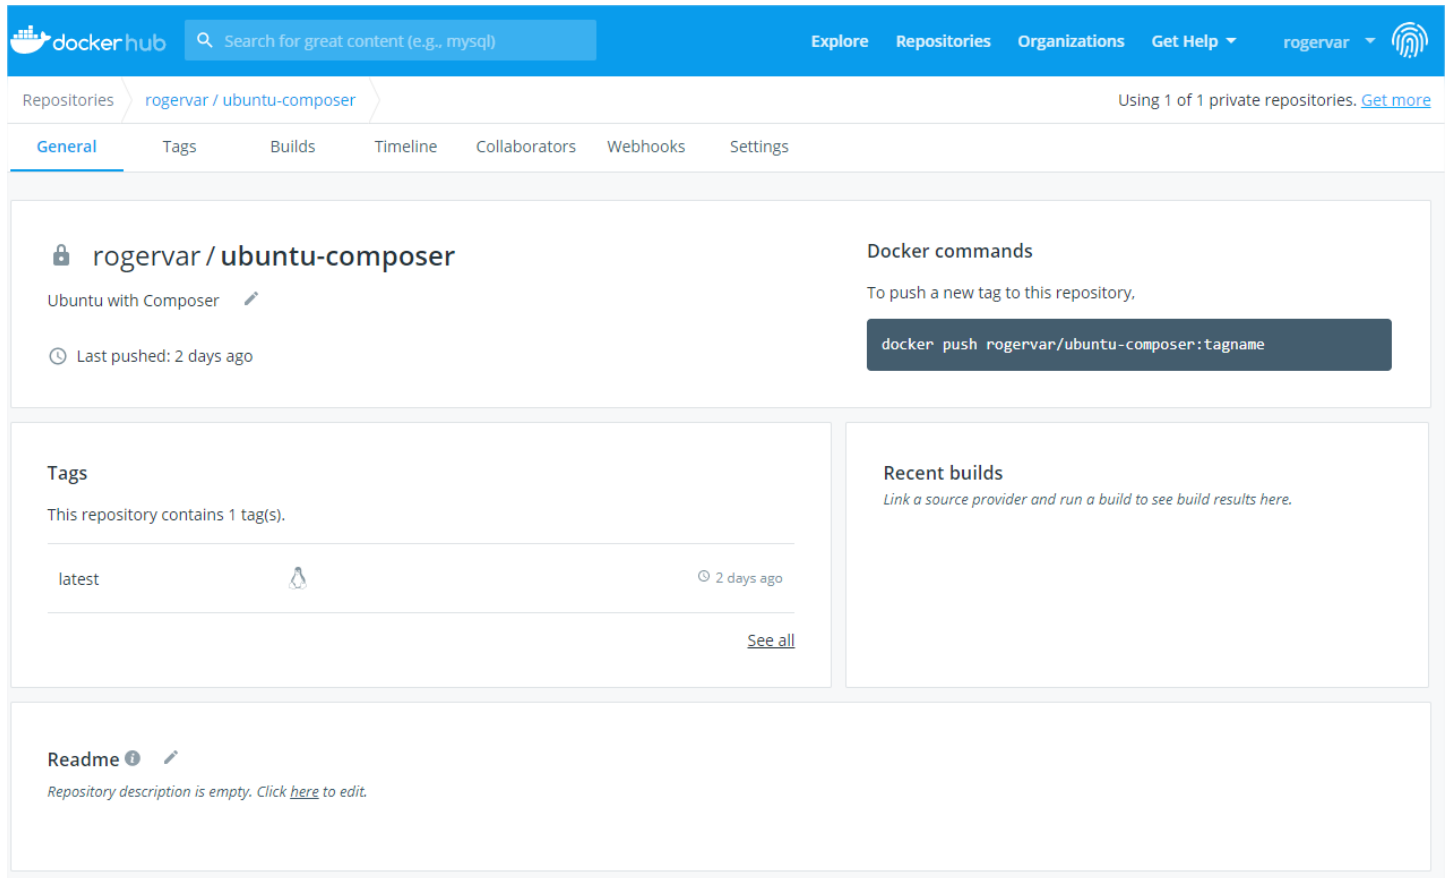 dockerhub
Search for great content (e.g., mysql)
Explore
Repositories
Organizations
Get Help
rogervar
Repositories
rogervar / ubuntu-composer
Using 1 of 1 private repositories. Get more
General
Tags
Builds
Timeline
Collaborators
Webhooks
Settings
rogervar / ubuntu-composer
Ubuntu with Composer
Last pushed: 2 days ago
Docker commands
To push a new tag to this repository,
docker push rogervar/ubuntu-composer:tagname
Tags
This repository contains 1 tag(s).
latest
2 days ago
See all
Recent builds
Link a source provider and run a build to see build results here.
Readme
Repository description is empty. Click here to edit.